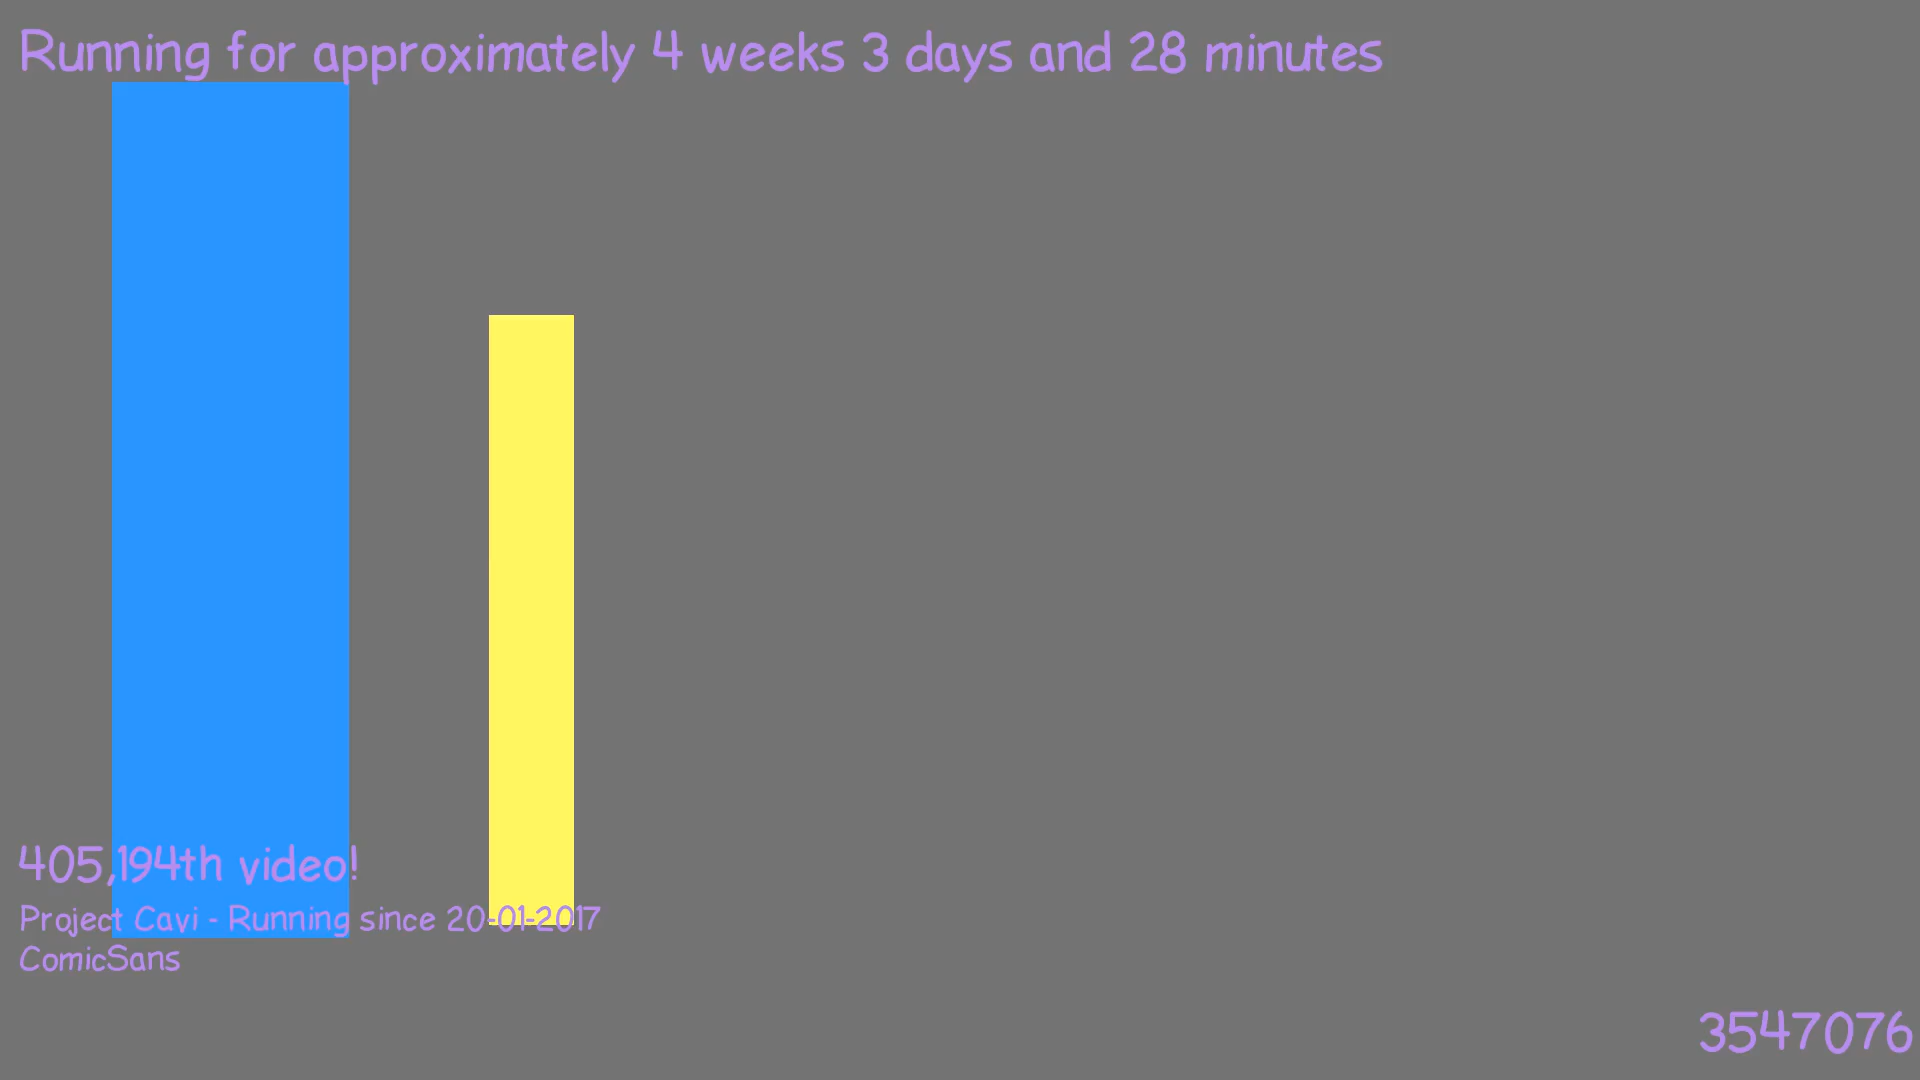 Running for approximately 4 weeks 3 days and 28 minutes
405,194th video!
Project Cavi - Running since 20-01-2017
ComicSans
3547076